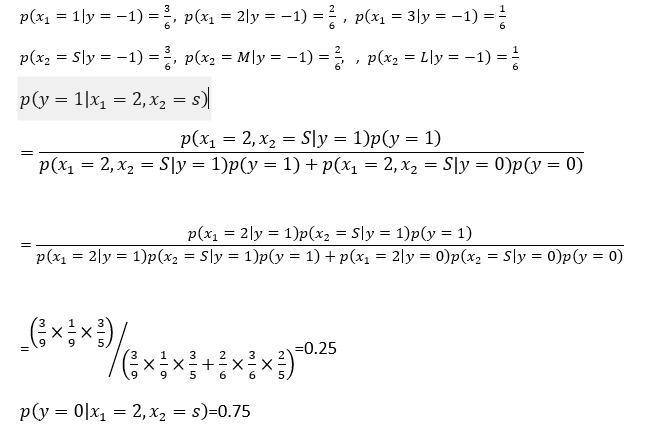 p(x₁ = 1|y = −1) = 3/6, p(x₁ = 2|y = −1) = 2/6 , p(x₁ = 3|y = −1) = 1/6
p(x₂ = S|y = −1) = 3/6, p(x₂ = M|y = −1) = 2/6, , p(x₂ = L|y = −1) = 1/6
p(y = 1|x₁ = 2, x₂ = s)
= p(x₁ = 2, x₂ = S|y = 1)p(y = 1)
p(x₁ = 2, x₂ = S|y = 1)p(y = 1) + p(x₁ = 2, x₂ = S|y = 0)p(y = 0)
= p(x₁ = 2|y = 1)p(x₂ = S|y = 1)p(y = 1)
p(x₁ = 2|y = 1)p(x₂ = S|y = 1)p(y = 1) + p(x₁ = 2|y = 0)p(x₂ = S|y = 0)p(y = 0)
= (3/9 × 1/9 × 3/5) / (3/9 × 1/9 × 3/5 + 2/6 × 3/6 × 2/5) =0.25
p(y = 0|x₁ = 2, x₂ = s)=0.75